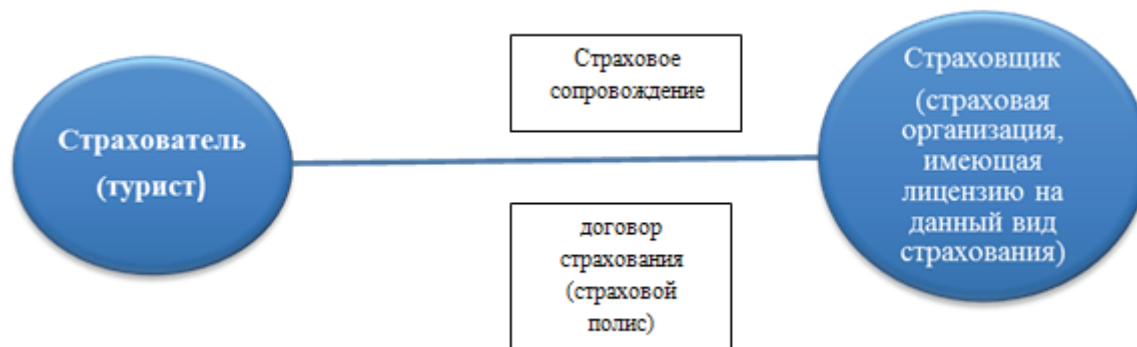 Страхователь
(турист)
Страховое
сопровождение
договор
страхования
(страховой
полис)
Страховщик
(страховая
организация,
имеющая
лицензию на
данный вид
страхования)